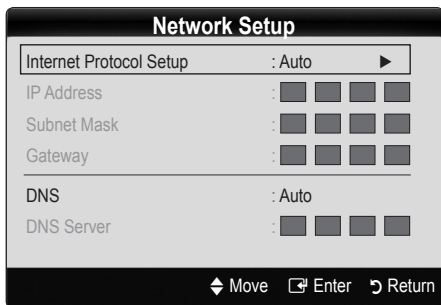 Network Setup
Internet Protocol Setup : Auto ▶
IP Address :
Subnet Mask :
Gateway :
DNS : Auto
DNS Server :
Move Enter Return